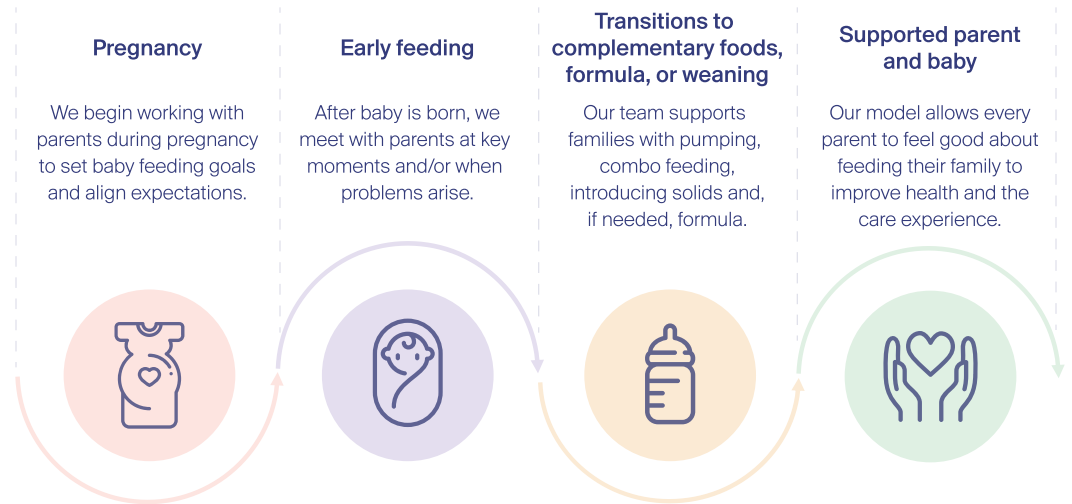 Pregnancy
We begin working with
parents during pregnancy
to set baby feeding goals
and align expectations.
Early feeding
After baby is born, we
meet with parents at key
moments and/or when
problems arise.
Transitions to
complementary foods,
formula, or weaning
Our team supports
families with pumping,
combo feeding,
introducing solids and,
if needed, formula.
Supported parent
and baby
Our model allows every
parent to feel good about
feeding their family to
improve health and the
care experience.